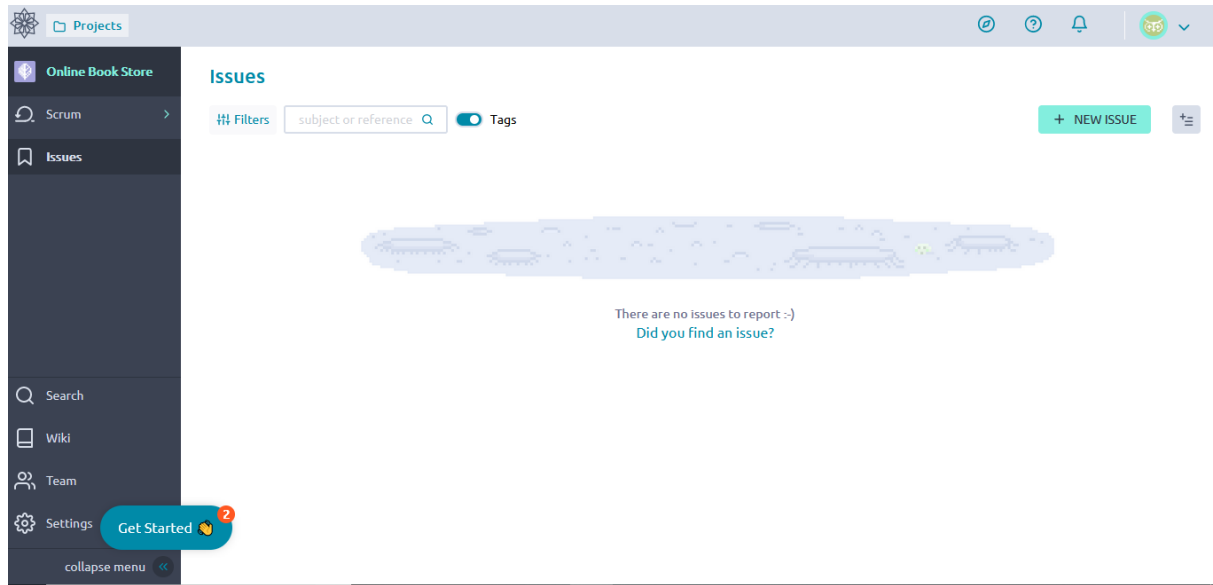 Projects
Online Book Store
Scrum
Issues
Search
Wiki
Team
Settings
Get Started
2
collapse menu
Issues
Filters
subject or reference
Tags
+ NEW ISSUE
There are no issues to report :-)
Did you find an issue?